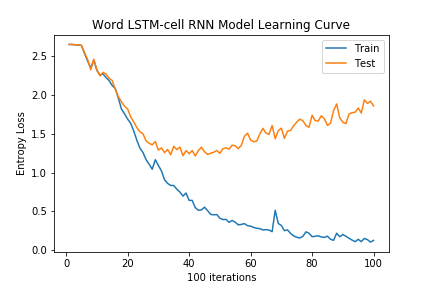 Word LSTM-cell RNN Model Learning Curve
Train
Test
Entropy Loss
2.5
2.0
1.5
1.0
0.5
0.0
0 20 40 60 80 100
100 iterations